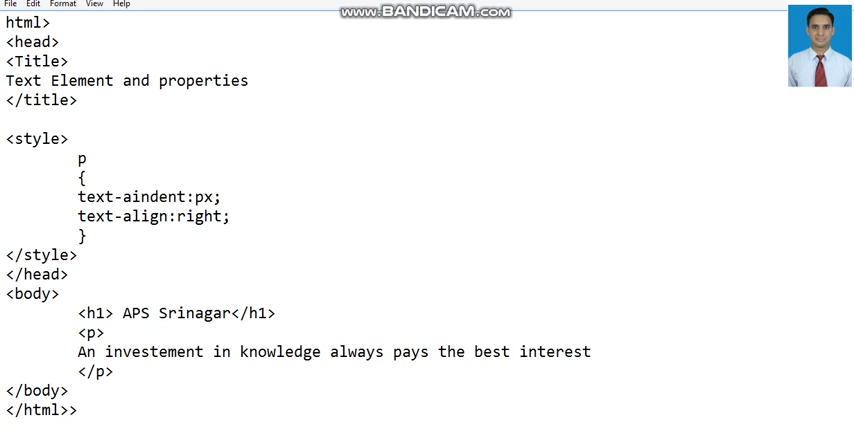 File Edit Format View Help
www.BANDICAM.com
html>
<head>
<Title>
Text Element and properties
</title>
<style>
p
{
text-aindent:px;
text-align:right;
}
</style>
</head>
<body>
<h1> APS Srinagar</h1>
<p>
An investement in knowledge always pays the best interest
</p>
</body>
</html>>